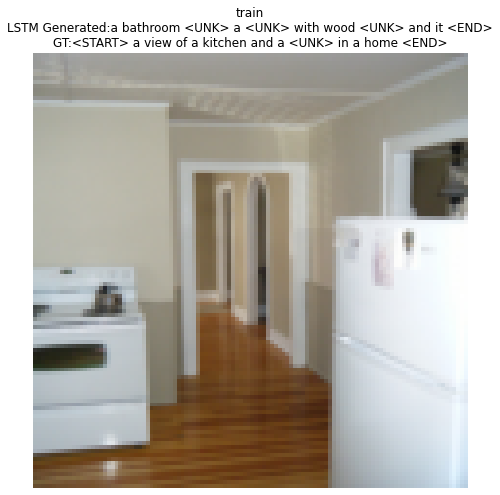 train
LSTM Generated:a bathroom <UNK> a <UNK> with wood <UNK> and it <END>
GT:<START> a view of a kitchen and a <UNK> in a home <END>